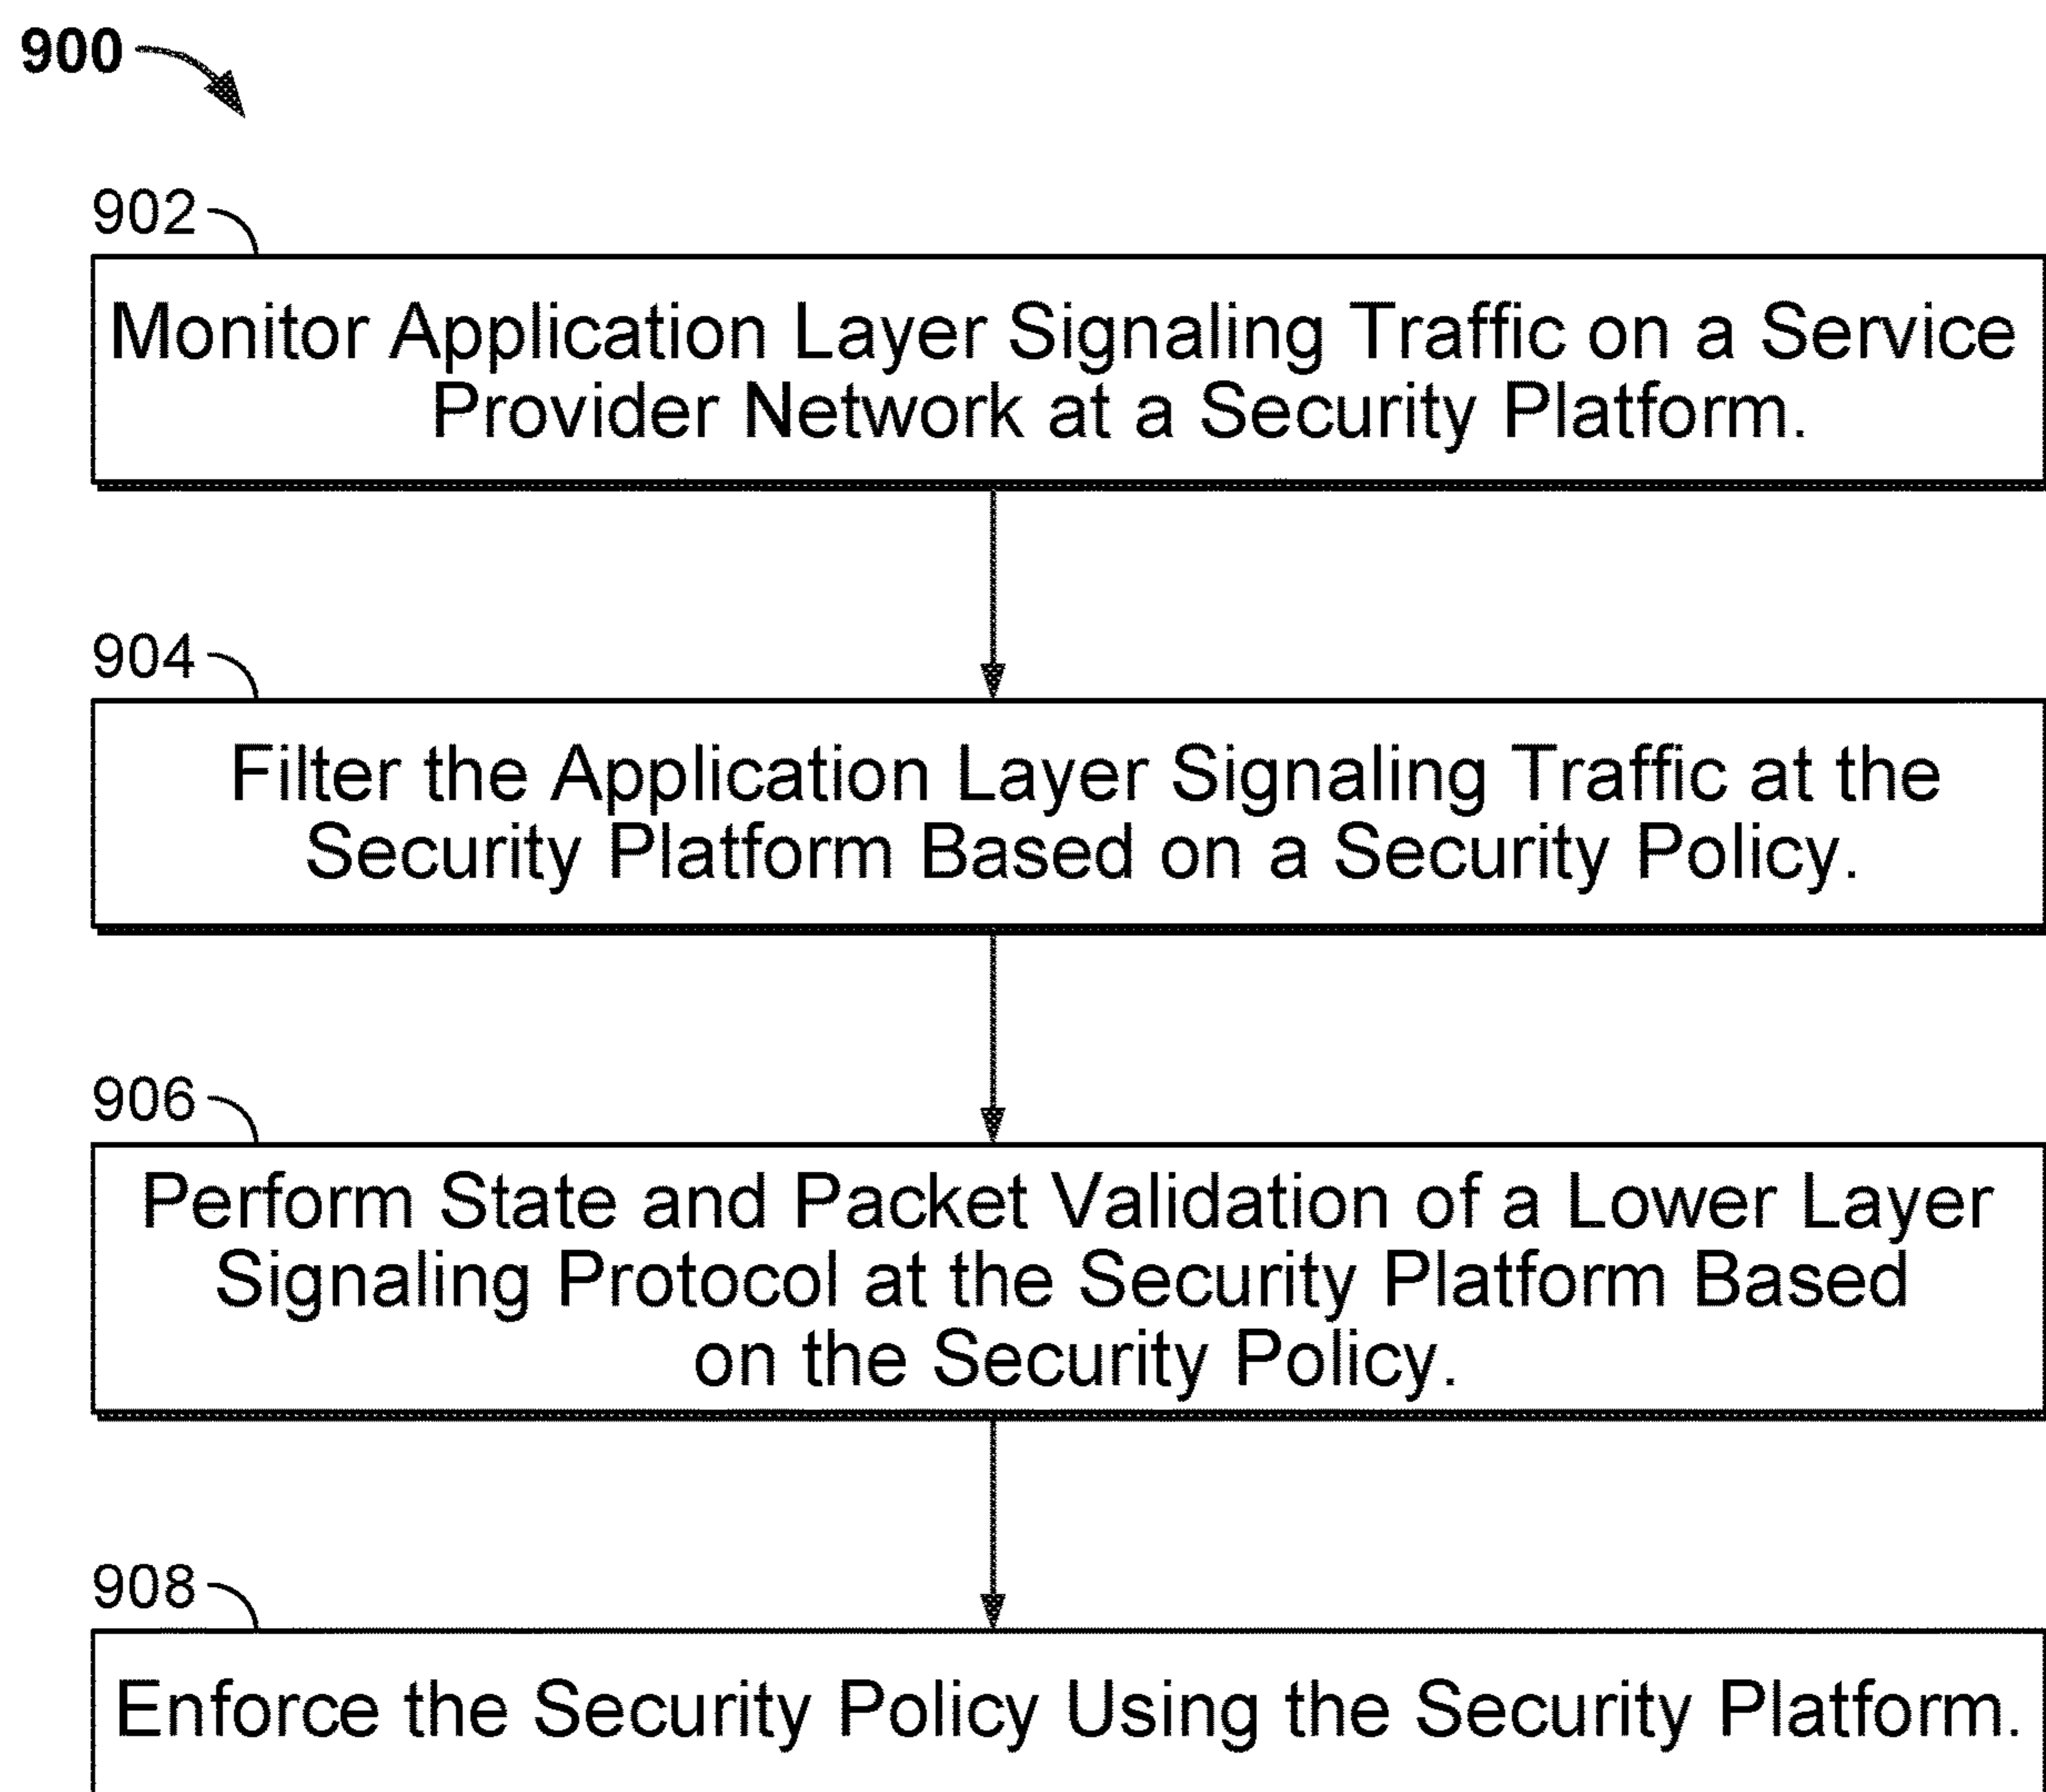 900
902
Monitor Application Layer Signaling Traffic on a Service
Provider Network at a Security Platform.
904
Filter the Application Layer Signaling Traffic at the
Security Platform Based on a Security Policy.
906
Perform State and Packet Validation of a Lower Layer
Signaling Protocol at the Security Platform Based
on the Security Policy.
908
Enforce the Security Policy Using the Security Platform.